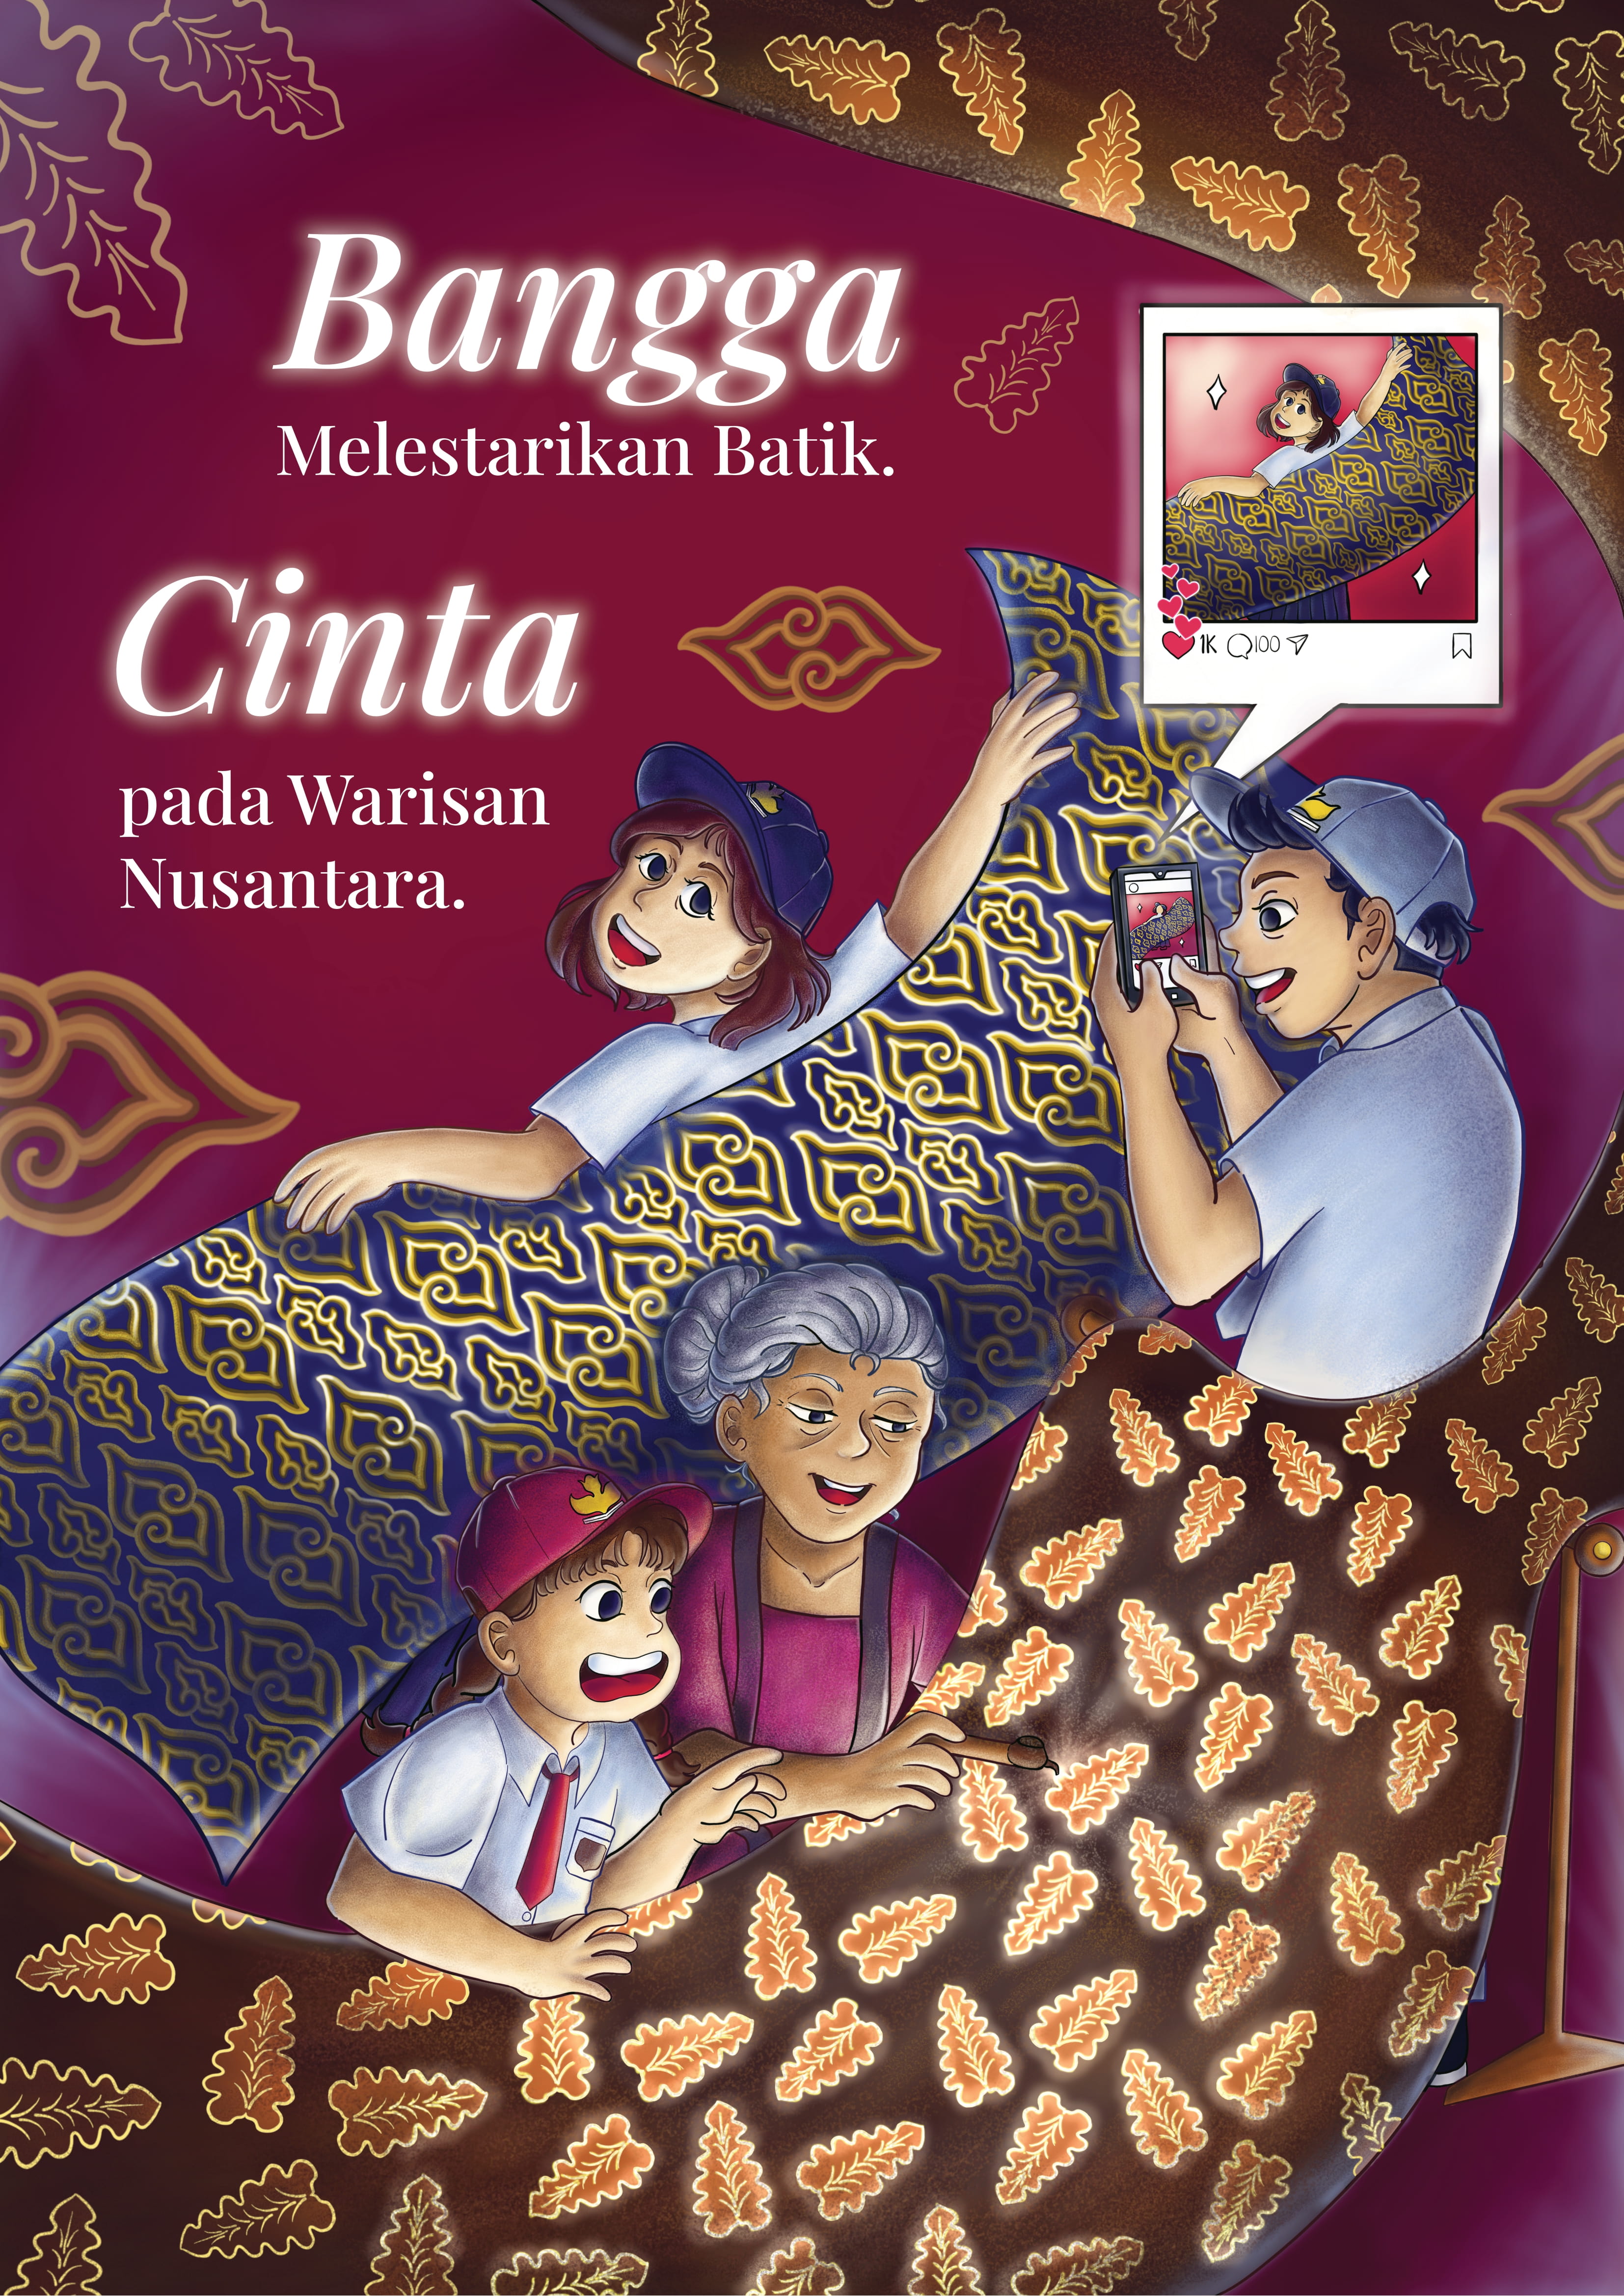 Bangga
Melestarikan Batik.
Cinta
pada Warisan
Nusantara.
1K 100